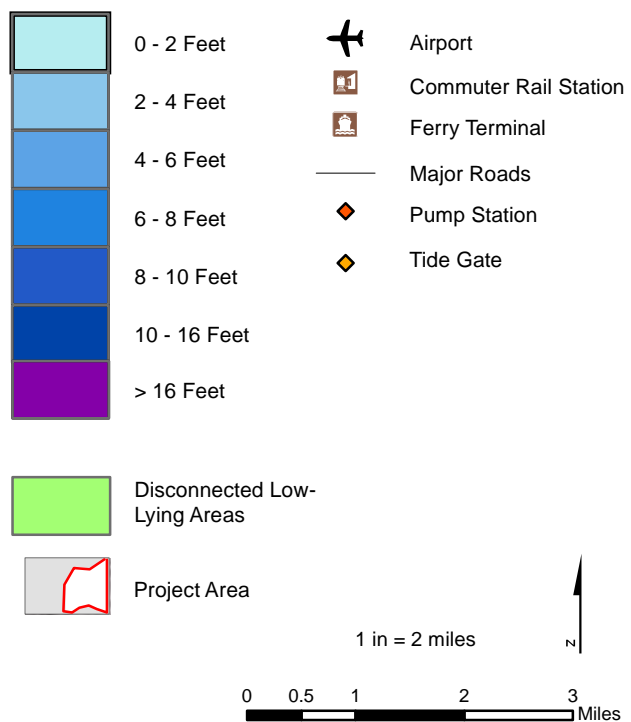 0 - 2 Feet
2 - 4 Feet
4 - 6 Feet
6 - 8 Feet
8 - 10 Feet
10 - 16 Feet
> 16 Feet
Disconnected Low-
Lying Areas
Project Area
Airport
Commuter Rail Station
Ferry Terminal
Major Roads
Pump Station
Tide Gate
1 in = 2 miles
N
0 0.5 1 2 3
Miles